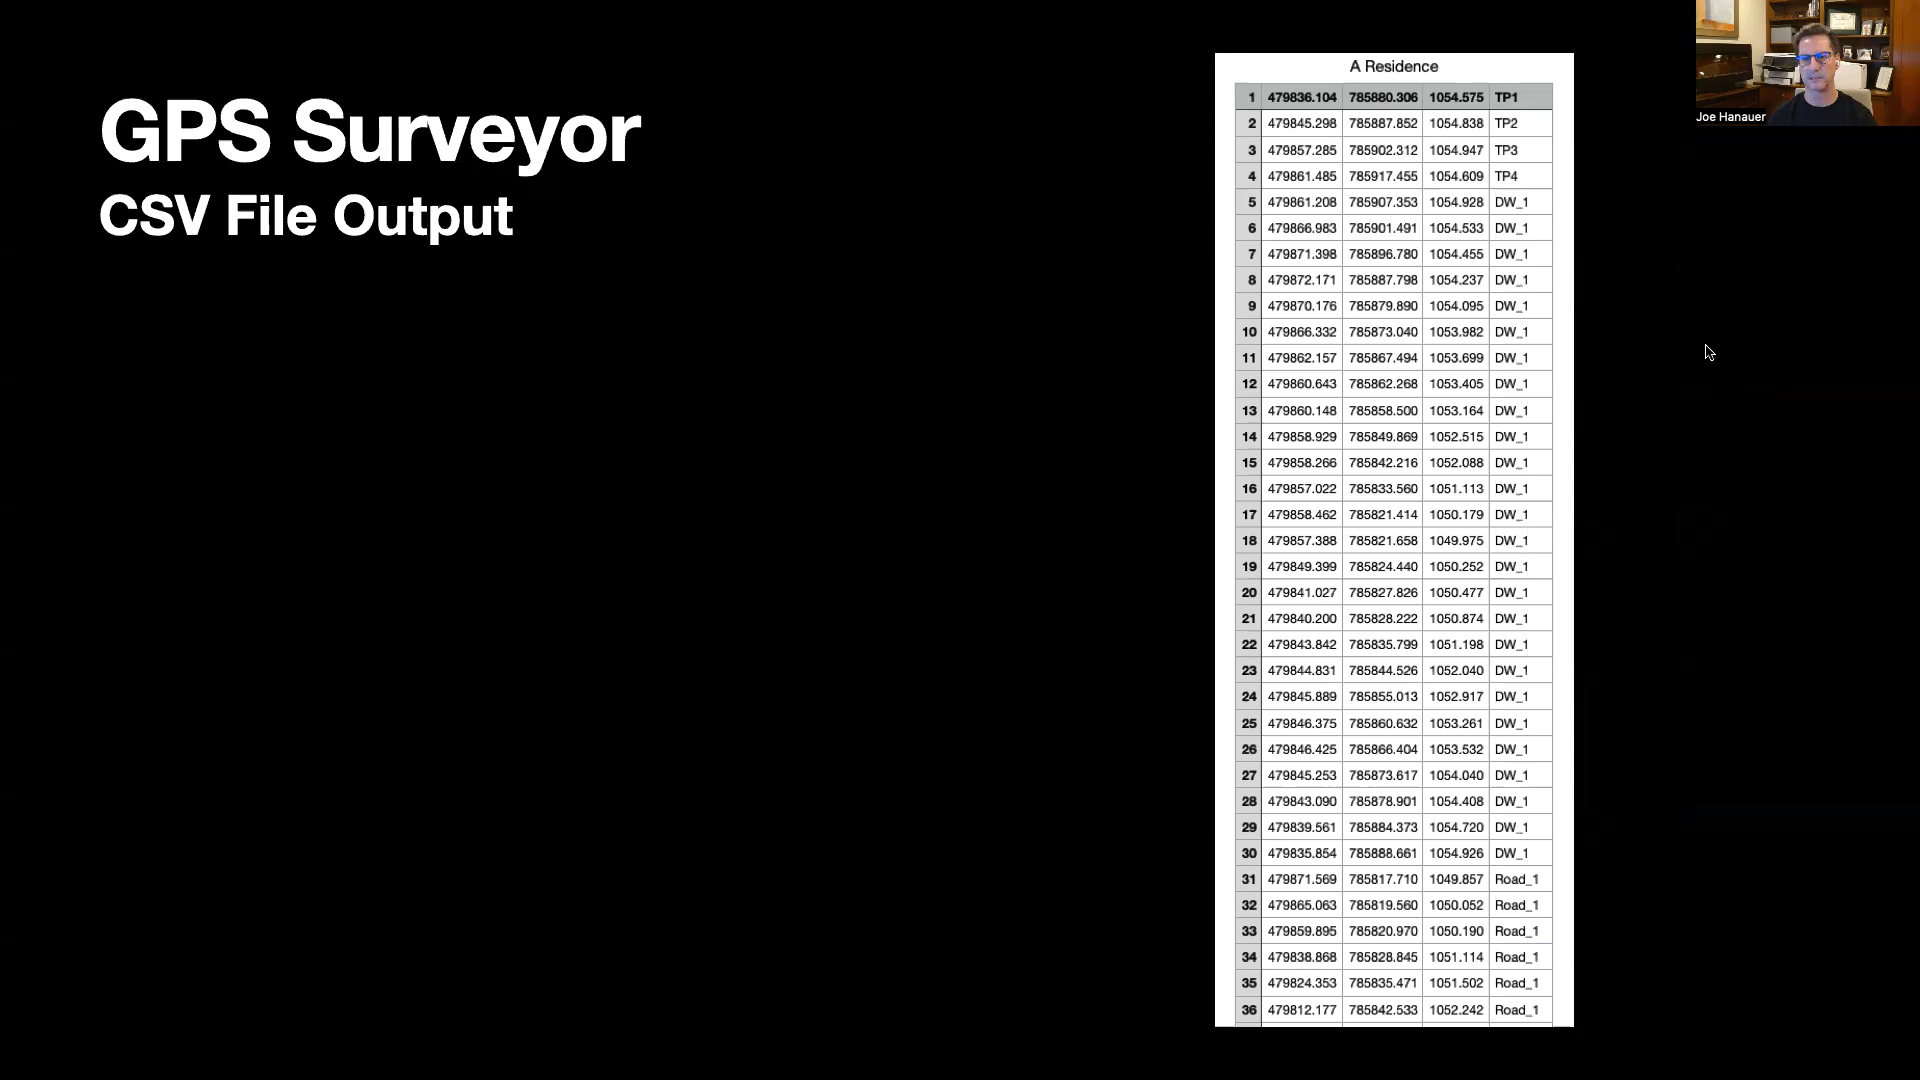 GPS Surveyor
CSV File Output
A Residence
1 479836.104 785880.306 1054.575 TP1
2 479845.298 785887.852 1054.838 TP2
3 479857.285 785902.312 1054.947 TP3
4 479861.485 785917.455 1054.609 TP4
5 479861.208 785907.353 1054.928 DW_1
6 479866.983 785901.491 1054.533 DW_1
7 479871.398 785896.780 1054.455 DW_1
8 479872.171 785887.798 1054.237 DW_1
9 479870.176 785879.890 1054.095 DW_1
10 479866.332 785873.040 1053.982 DW_1
11 479862.157 785867.494 1053.699 DW_1
12 479860.643 785862.268 1053.405 DW_1
13 479860.148 785858.500 1053.164 DW_1
14 479858.929 785849.869 1052.515 DW_1
15 479858.266 785842.216 1052.088 DW_1
16 479857.022 785833.560 1051.113 DW_1
17 479858.462 785821.414 1050.179 DW_1
18 479857.388 785821.658 1049.975 DW_1
19 479849.399 785824.440 1050.252 DW_1
20 479841.027 785827.826 1050.477 DW_1
21 479840.200 785828.222 1050.874 DW_1
22 479843.842 785835.799 1051.198 DW_1
23 479844.831 785844.526 1052.040 DW_1
24 479845.889 785855.013 1052.917 DW_1
25 479846.375 785860.632 1053.261 DW_1
26 479846.425 785866.404 1053.532 DW_1
27 479845.253 785873.617 1054.040 DW_1
28 479843.090 785878.901 1054.408 DW_1
29 479839.561 785884.373 1054.720 DW_1
30 479835.854 785888.661 1054.926 DW_1
31 479871.569 785817.710 1049.857 Road_1
32 479865.063 785819.560 1050.052 Road_1
33 479859.895 785820.970 1050.190 Road_1
34 479838.868 785828.845 1051.114 Road_1
35 479824.353 785835.471 1051.502 Road_1
36 479812.177 785842.533 1052.242 Road_1
Joe Hanauer